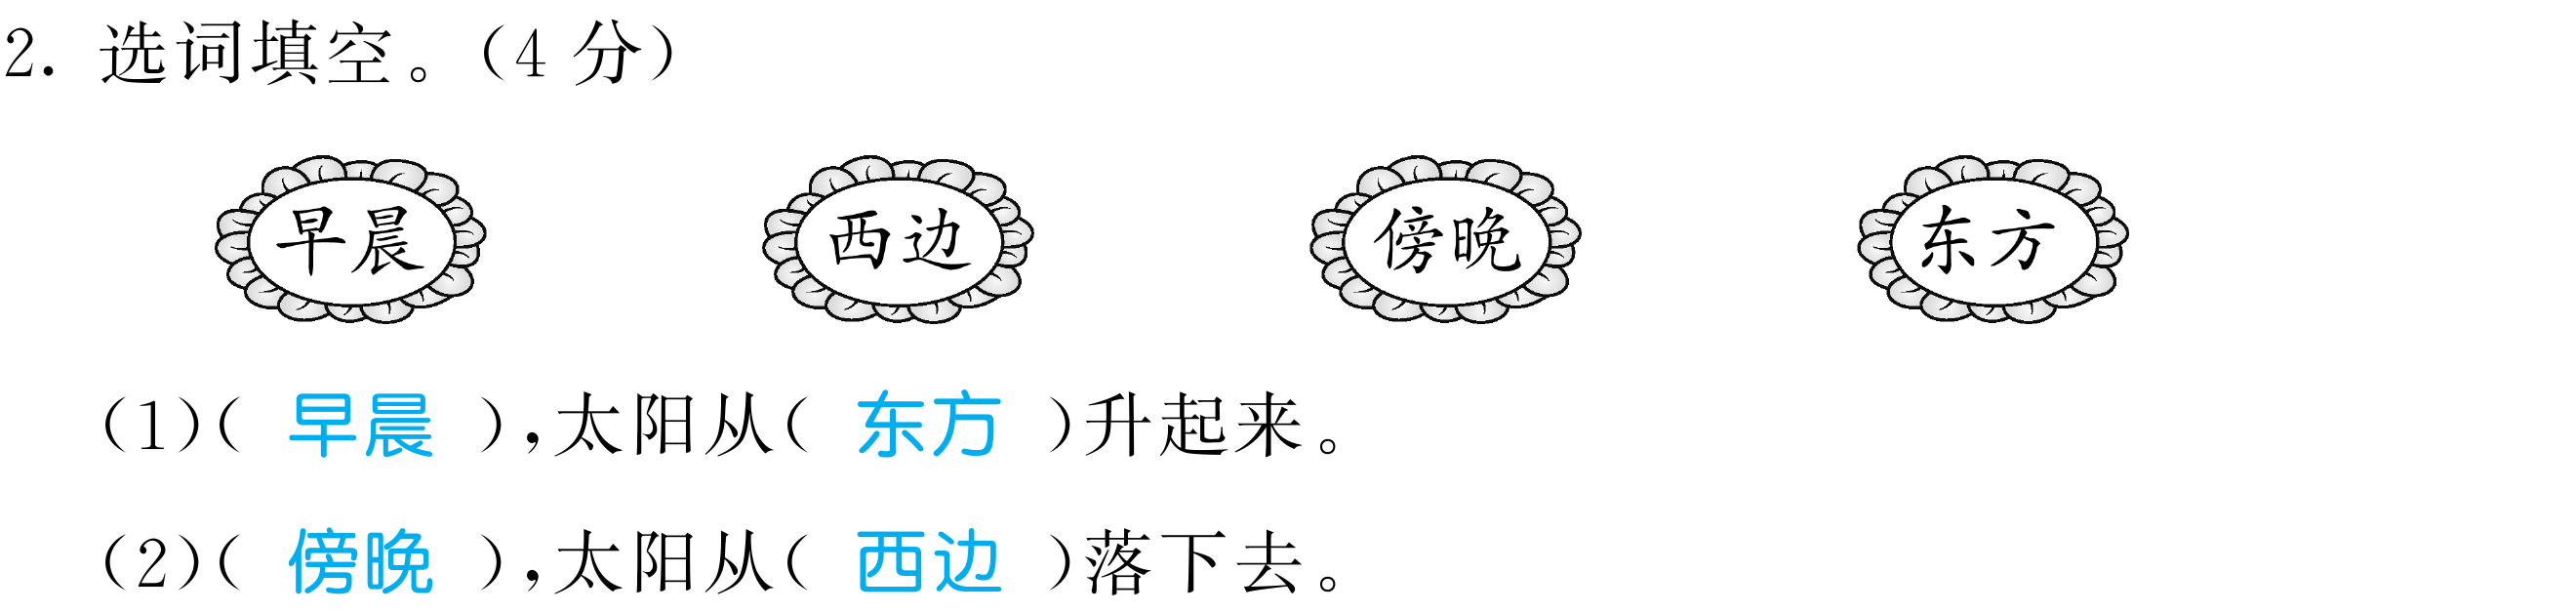 2. 选词填空。(4 分)
早晨 西边 傍晚 东方
(1)( 早晨 ),太阳从( 东方 )升起来。
(2)( 傍晚 ),太阳从( 西边 )落下去。